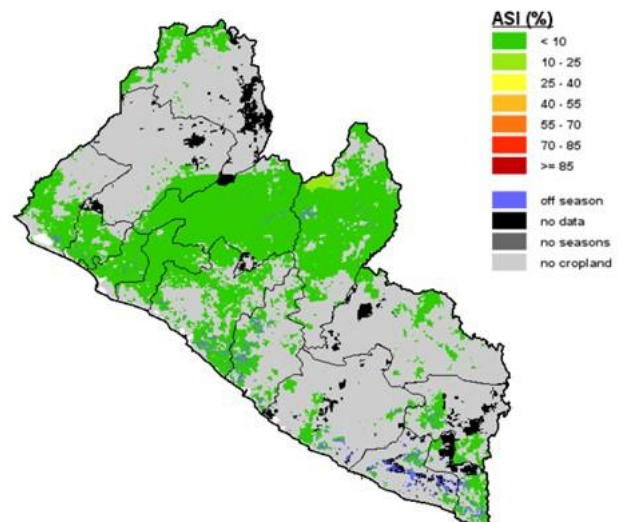 ASI (%)
< 10
10 - 25
25 - 40
40 - 55
55 - 70
70 - 85
>= 85
off season
no data
no seasons
no cropland